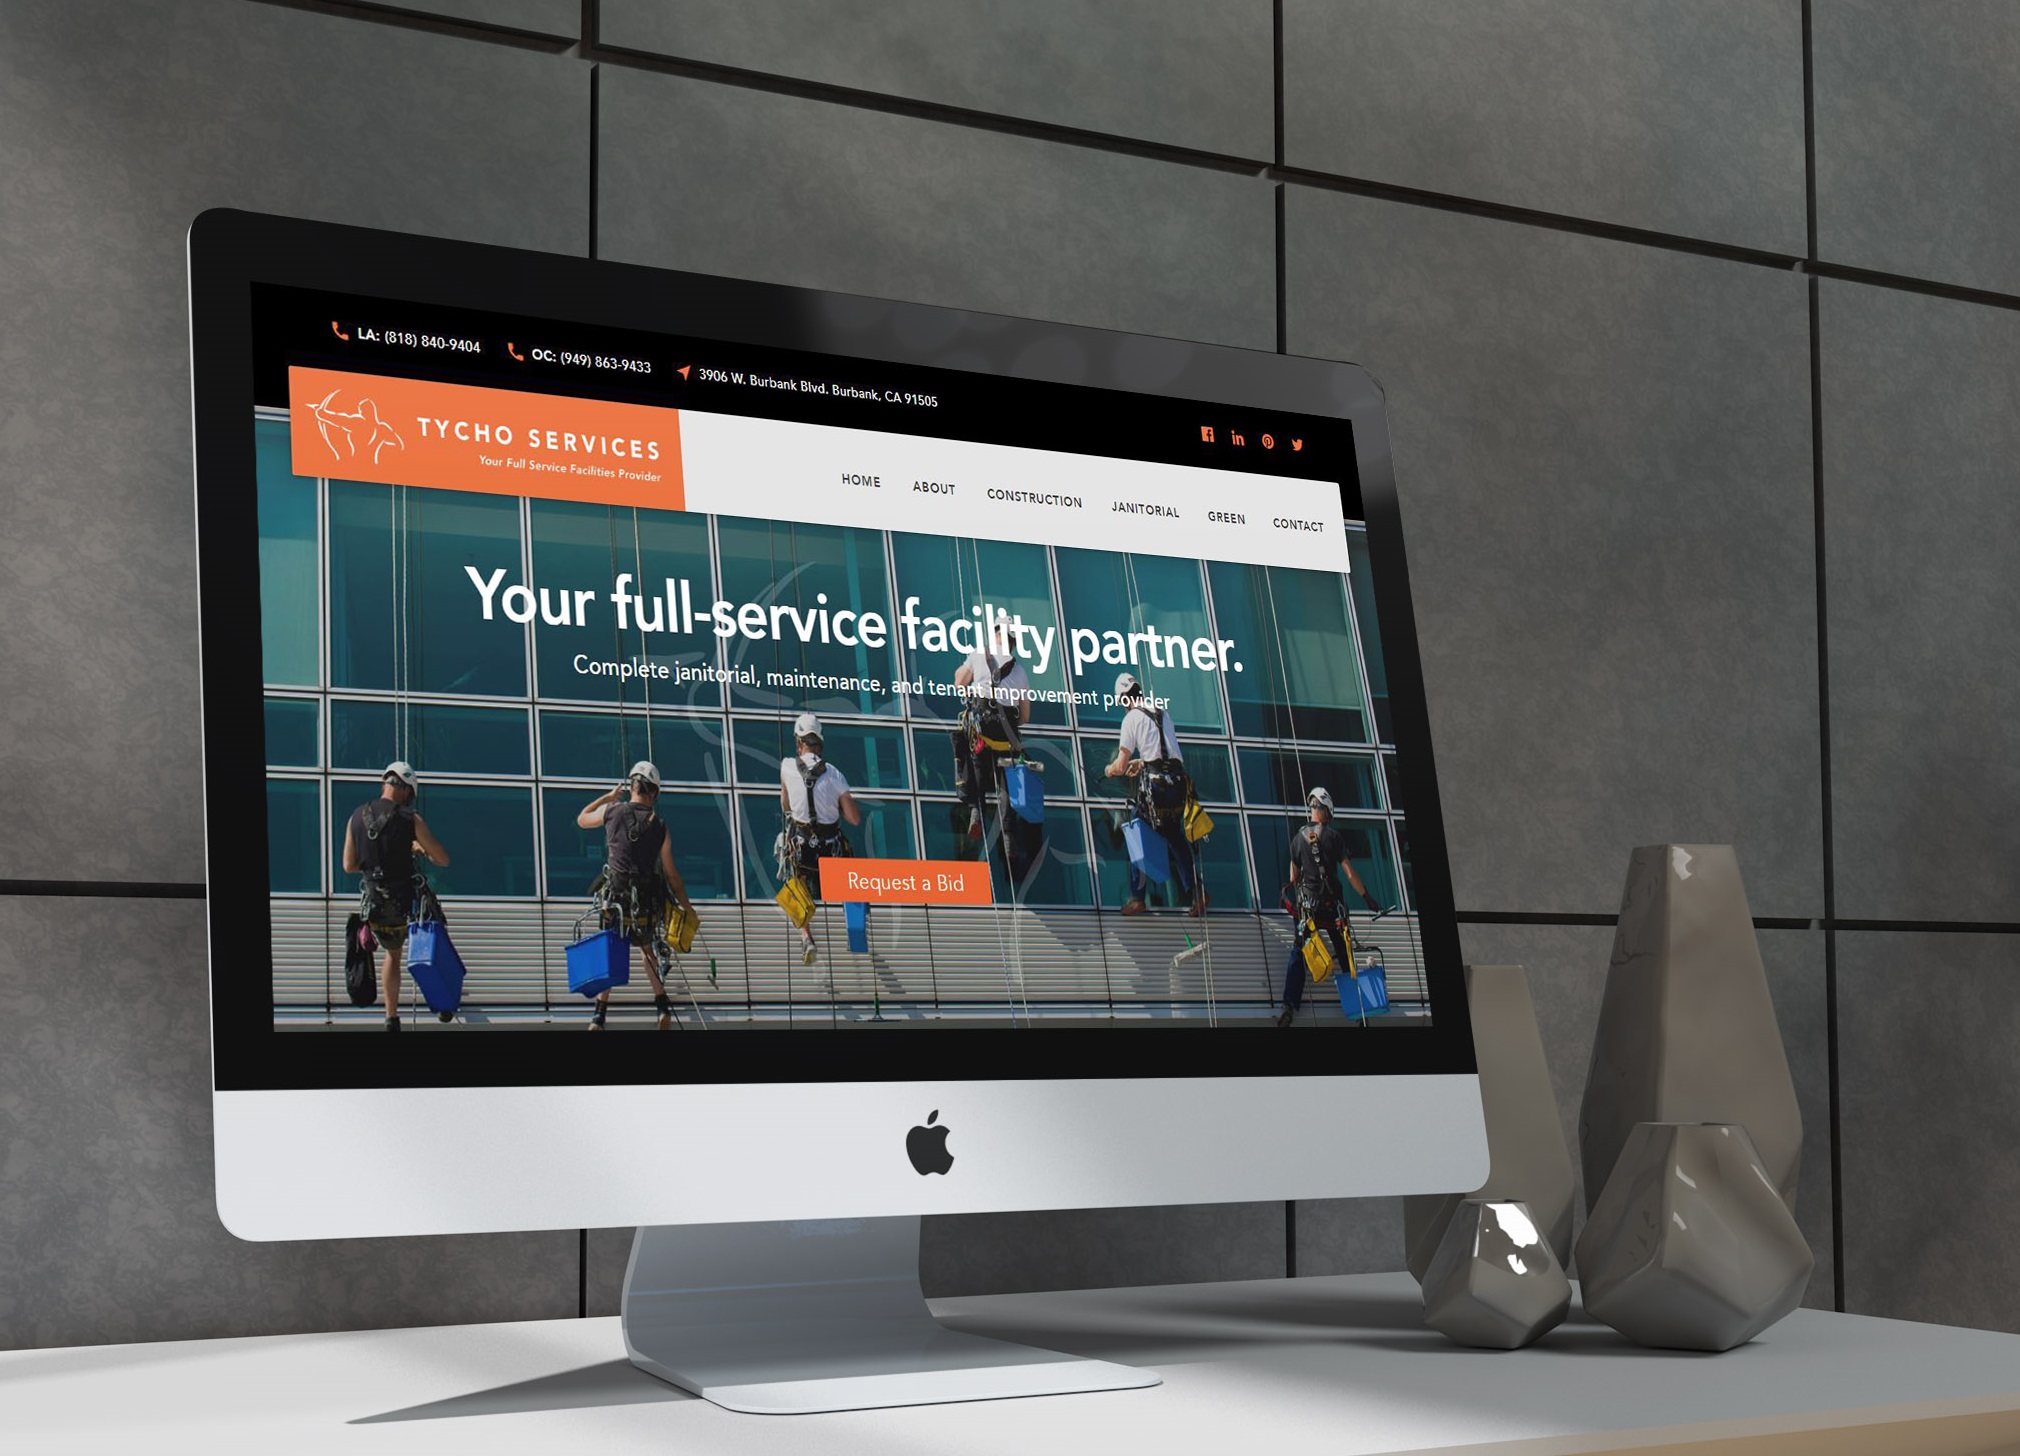 LA: (818) 840-9404
OC: (949) 863-9433
3906 W. Burbank Blvd. Burbank, CA 91505
TYCHO SERVICES
Your Full Service Facilities Provider
HOME
ABOUT
CONSTRUCTION
JANITORIAL
GREEN
CONTACT
Your full-service facility partner.
Complete janitorial, maintenance, and tenant improvement provider
Request a Bid